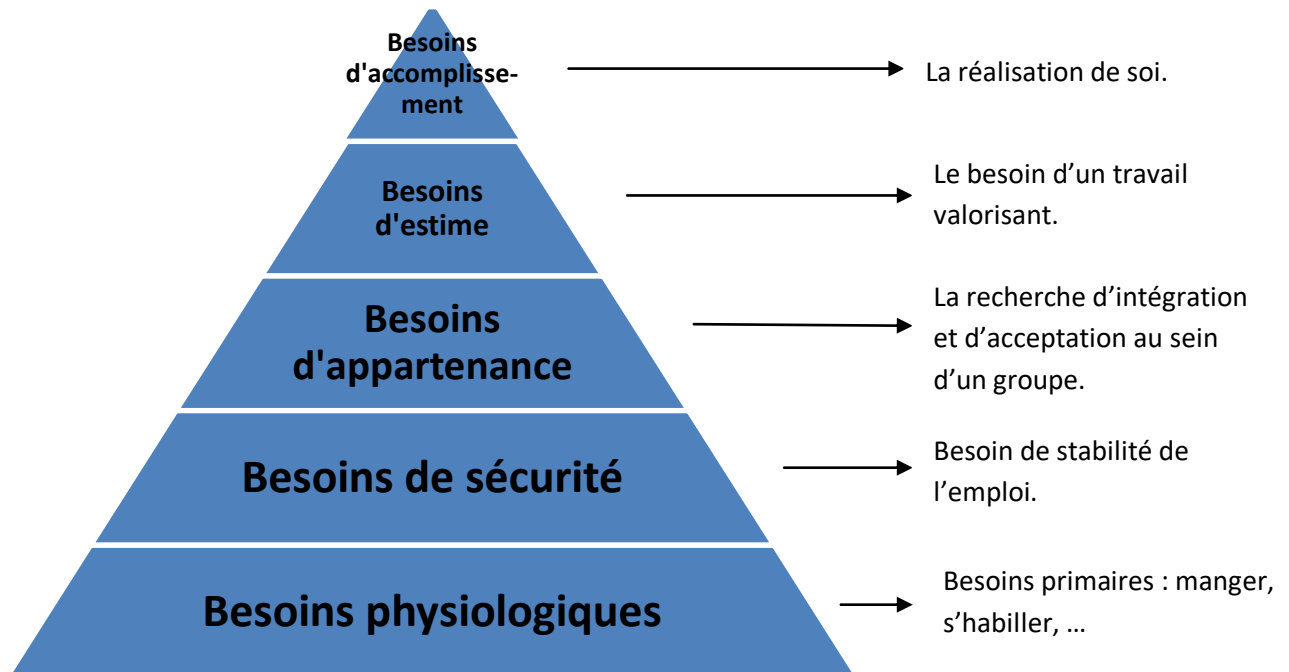 Besoins
d'accomplisse-
ment
La réalisation de soi.
Besoins
d'estime
Le besoin d’un travail
valorisant.
Besoins
d'appartenance
La recherche d’intégration
et d’acceptation au sein
d’un groupe.
Besoins de sécurité
Besoin de stabilité de
l’emploi.
Besoins physiologiques
Besoins primaires : manger,
s’habiller, …